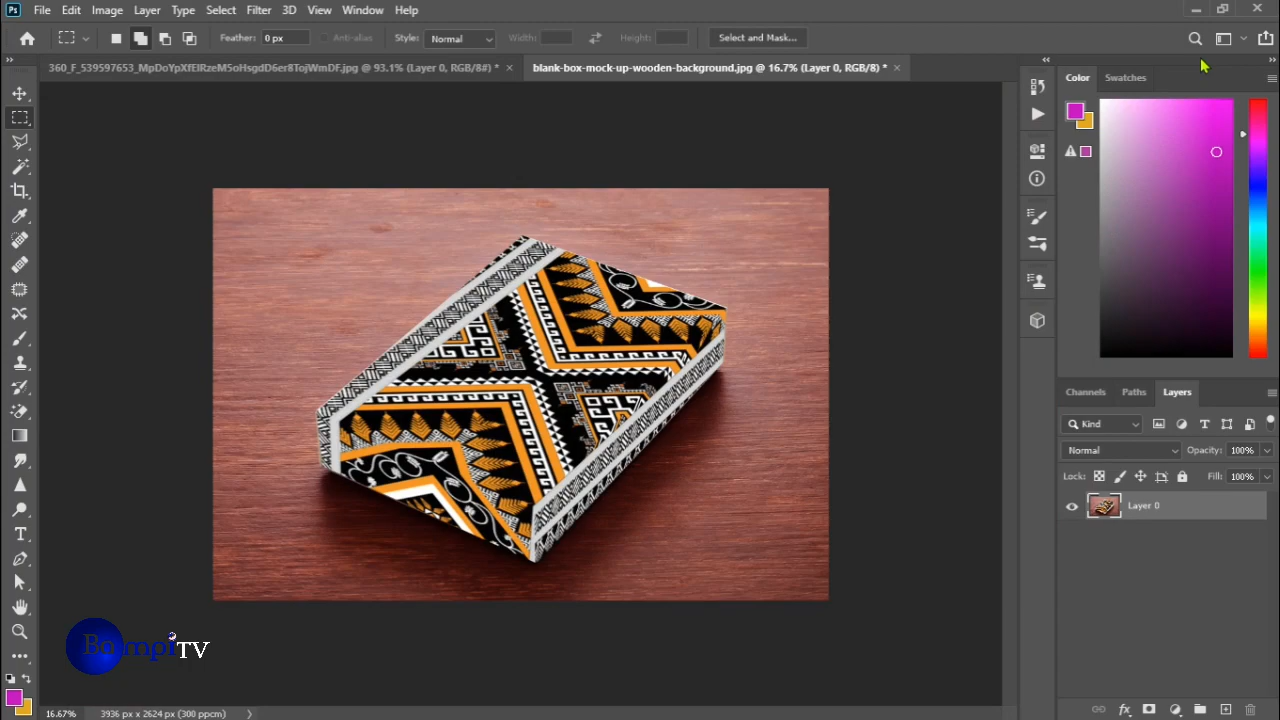 Ps File Edit Image Layer Type Select Filter 3D View Window Help
Feather: 0 px Anti-alias Style: Normal Width: Height: Select and Mask...
360_F_539597653_MpDoYpXfElRzeM5oHsgdD6er8TojWmDF.jpg @ 93.1% (Layer 0, RGB/8#) * blank-box-mock-up-wooden-background.jpg @ 16.7% (Layer 0, RGB/8) *
Color Swatches
Channels Paths Layers
Kind
Normal Opacity: 100%
Lock: Fill: 100%
Layer 0
BompiTV
16.67% 3936 px x 2624 px (300 ppcm)